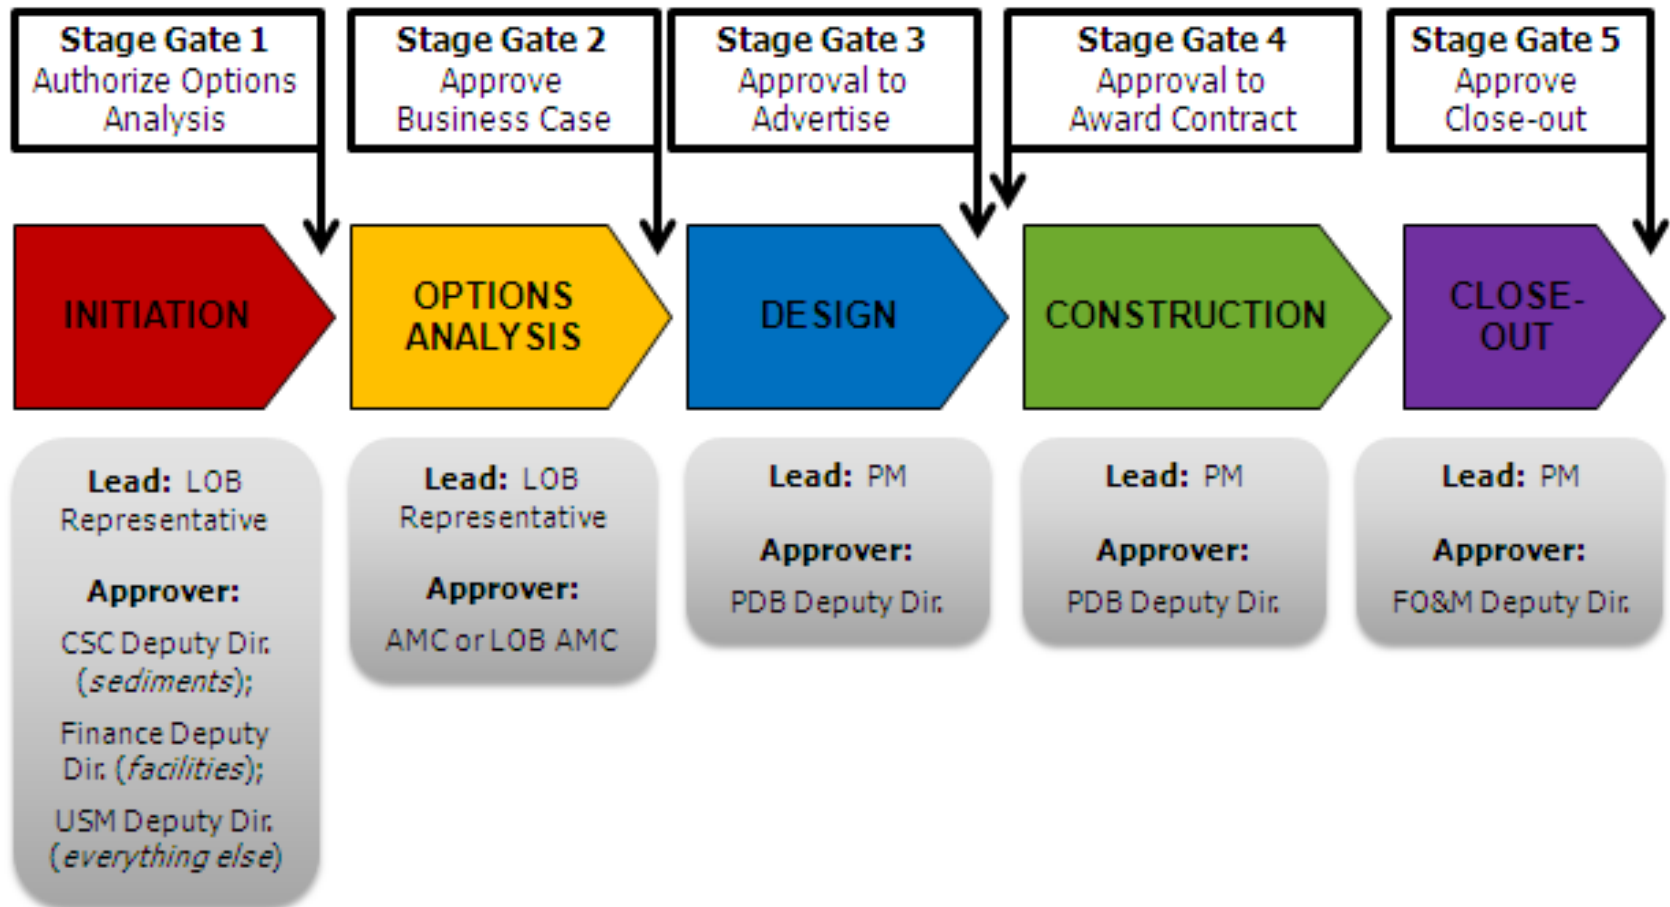 Stage Gate 1
Authorize Options
Analysis
Stage Gate 2
Approve
Business Case
Stage Gate 3
Approval to
Advertise
Stage Gate 4
Approval to
Award Contract
Stage Gate 5
Approve
Close-out
INITIATION
OPTIONS
ANALYSIS
DESIGN
CONSTRUCTION
CLOSE-
OUT
Lead: LOB
Representative
Approver:
CSC Deputy Dir.
(sediments);
Finance Deputy
Dir. (facilities);
USM Deputy Dir.
(everything else)
Lead: LOB
Representative
Approver:
AMC or LOB AMC
Lead: PM
Approver:
PDB Deputy Dir.
Lead: PM
Approver:
PDB Deputy Dir.
Lead: PM
Approver:
FO&M Deputy Dir.